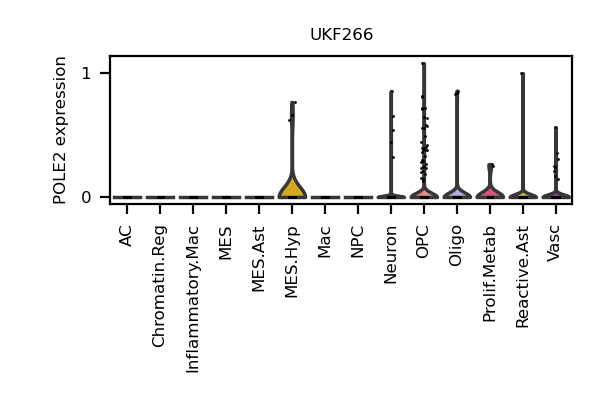 UKF266
POLE2 expression
1
0
AC
Chromatin.Reg
Inflammatory.Mac
MES
MES.Ast
MES.Hyp
Mac
NPC
Neuron
OPC
Oligo
Prolif.Metab
Reactive.Ast
Vasc